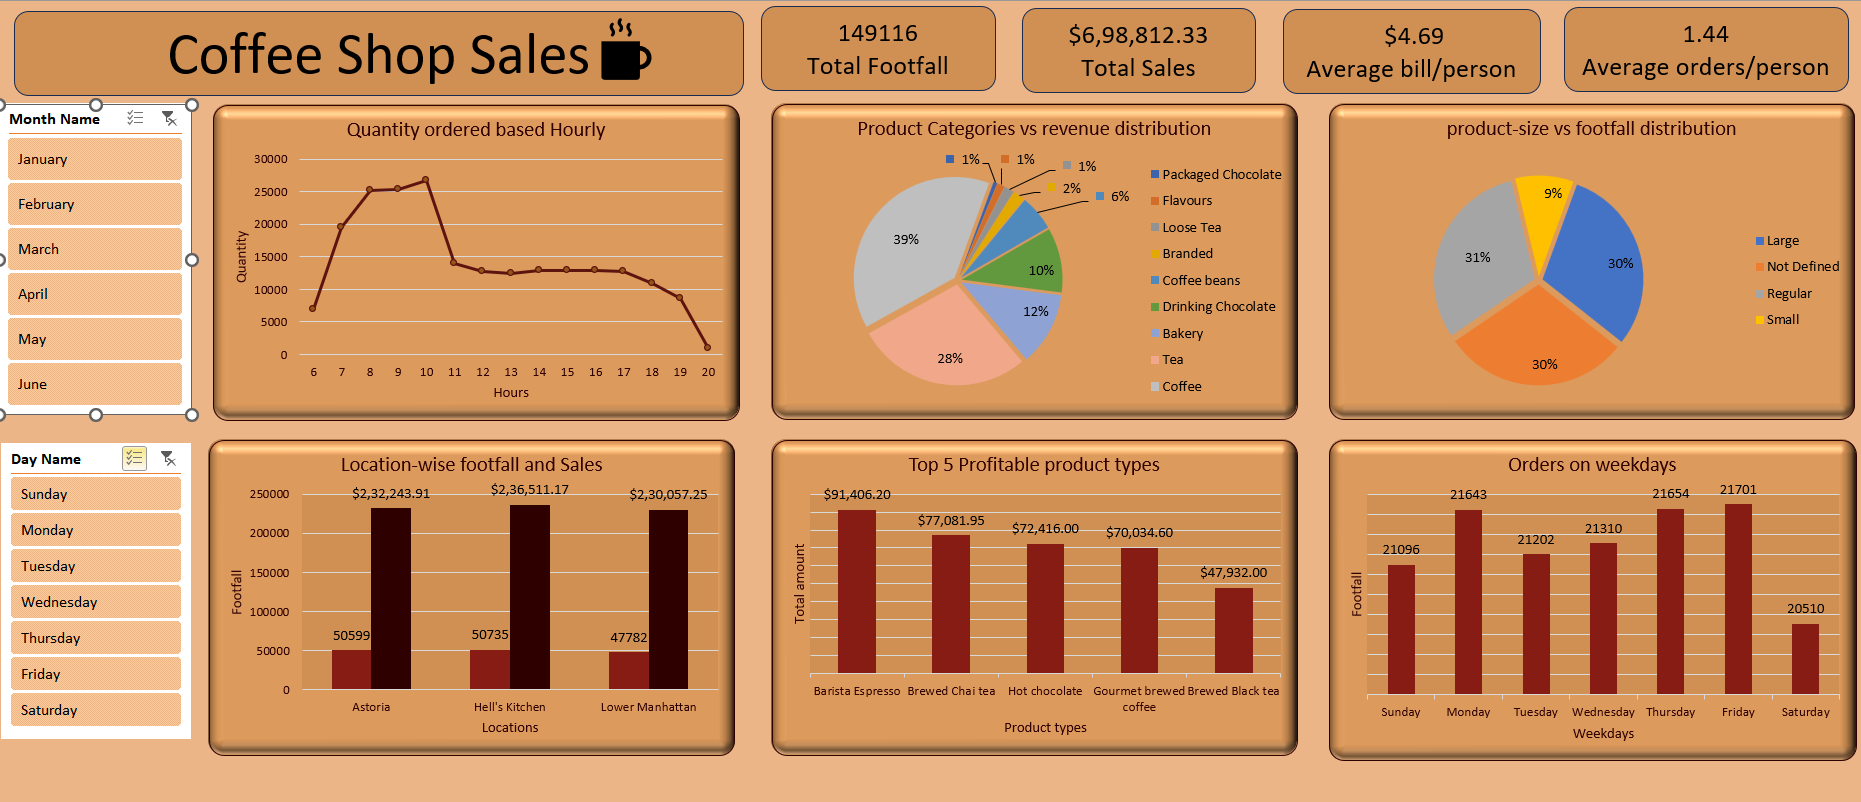 Coffee Shop Sales
149116
Total Footfall
$6,98,812.33
Total Sales
$4.69
Average bill/person
1.44
Average orders/person
Month Name
January
February
March
April
May
June
Day Name
Sunday
Monday
Tuesday
Wednesday
Thursday
Friday
Saturday
Quantity ordered based Hourly
Quantity
30000
25000
20000
15000
10000
5000
0
6 7 8 9 10 11 12 13 14 15 16 17 18 19 20
Hours
Product Categories vs revenue distribution
1%
1%
1%
2%
6%
10%
12%
28%
39%
Packaged Chocolate
Flavours
Loose Tea
Branded
Coffee beans
Drinking Chocolate
Bakery
Tea
Coffee
product-size vs footfall distribution
9%
30%
30%
31%
Large
Not Defined
Regular
Small
Location-wise footfall and Sales
Footfall
250000
200000
150000
100000
50000
0
$2,32,243.91
$2,36,511.17
$2,30,057.25
50599
50735
47782
Astoria
Hell's Kitchen
Lower Manhattan
Locations
Top 5 Profitable product types
Total amount
$91,406.20
$77,081.95
$72,416.00
$70,034.60
$47,932.00
Barista Espresso
Brewed Chai tea
Hot chocolate
Gourmet brewed
coffee
Brewed Black tea
Product types
Orders on weekdays
Footfall
21096
21643
21202
21310
21654
21701
20510
Sunday
Monday
Tuesday
Wednesday
Thursday
Friday
Saturday
Weekdays